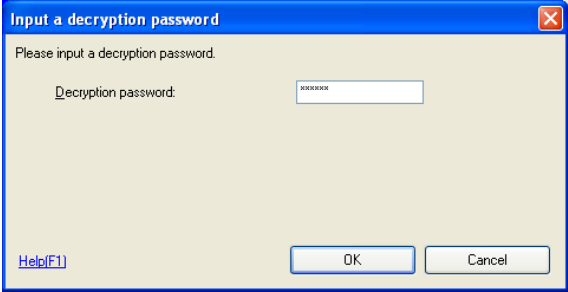 Input a decryption password
Please input a decryption password.
Decryption password: ******
Help(F1) OK Cancel